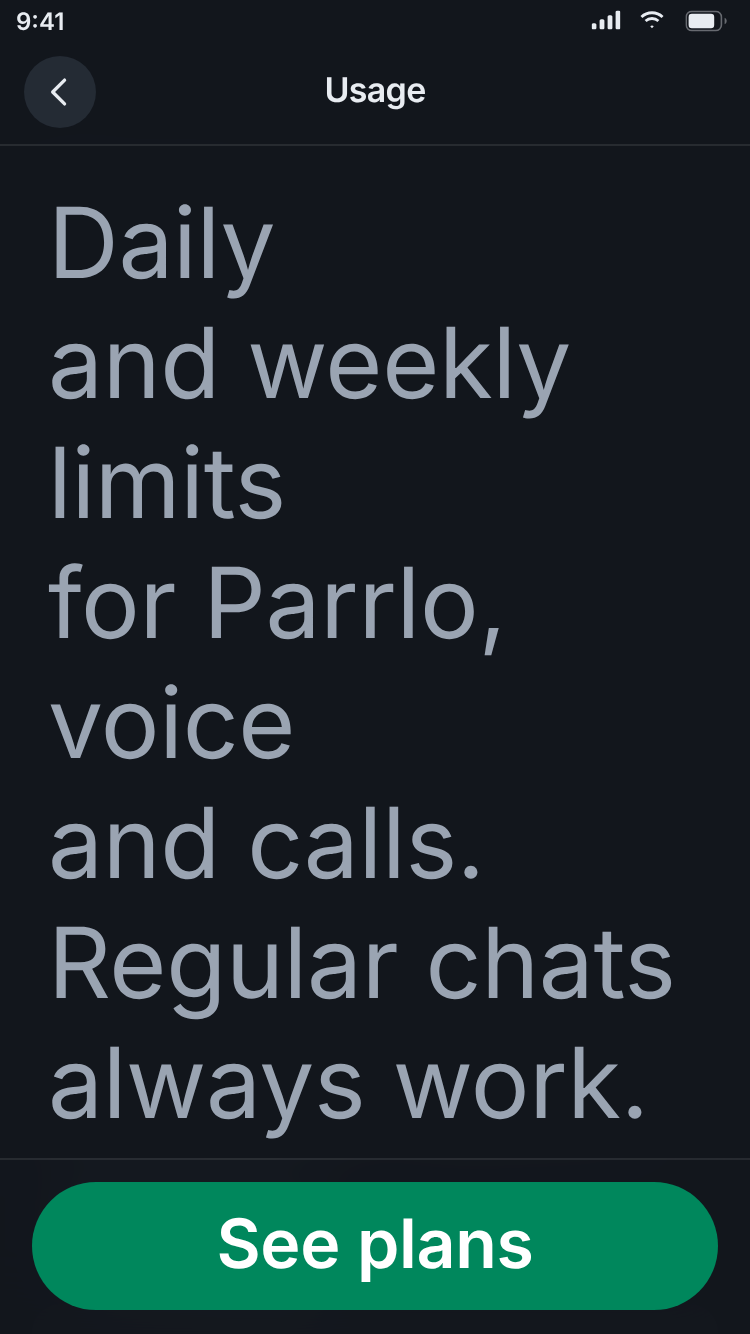 9:41
Usage
Daily
and weekly
limits
for Parrlo,
voice
and calls.
Regular chats
always work.
See plans